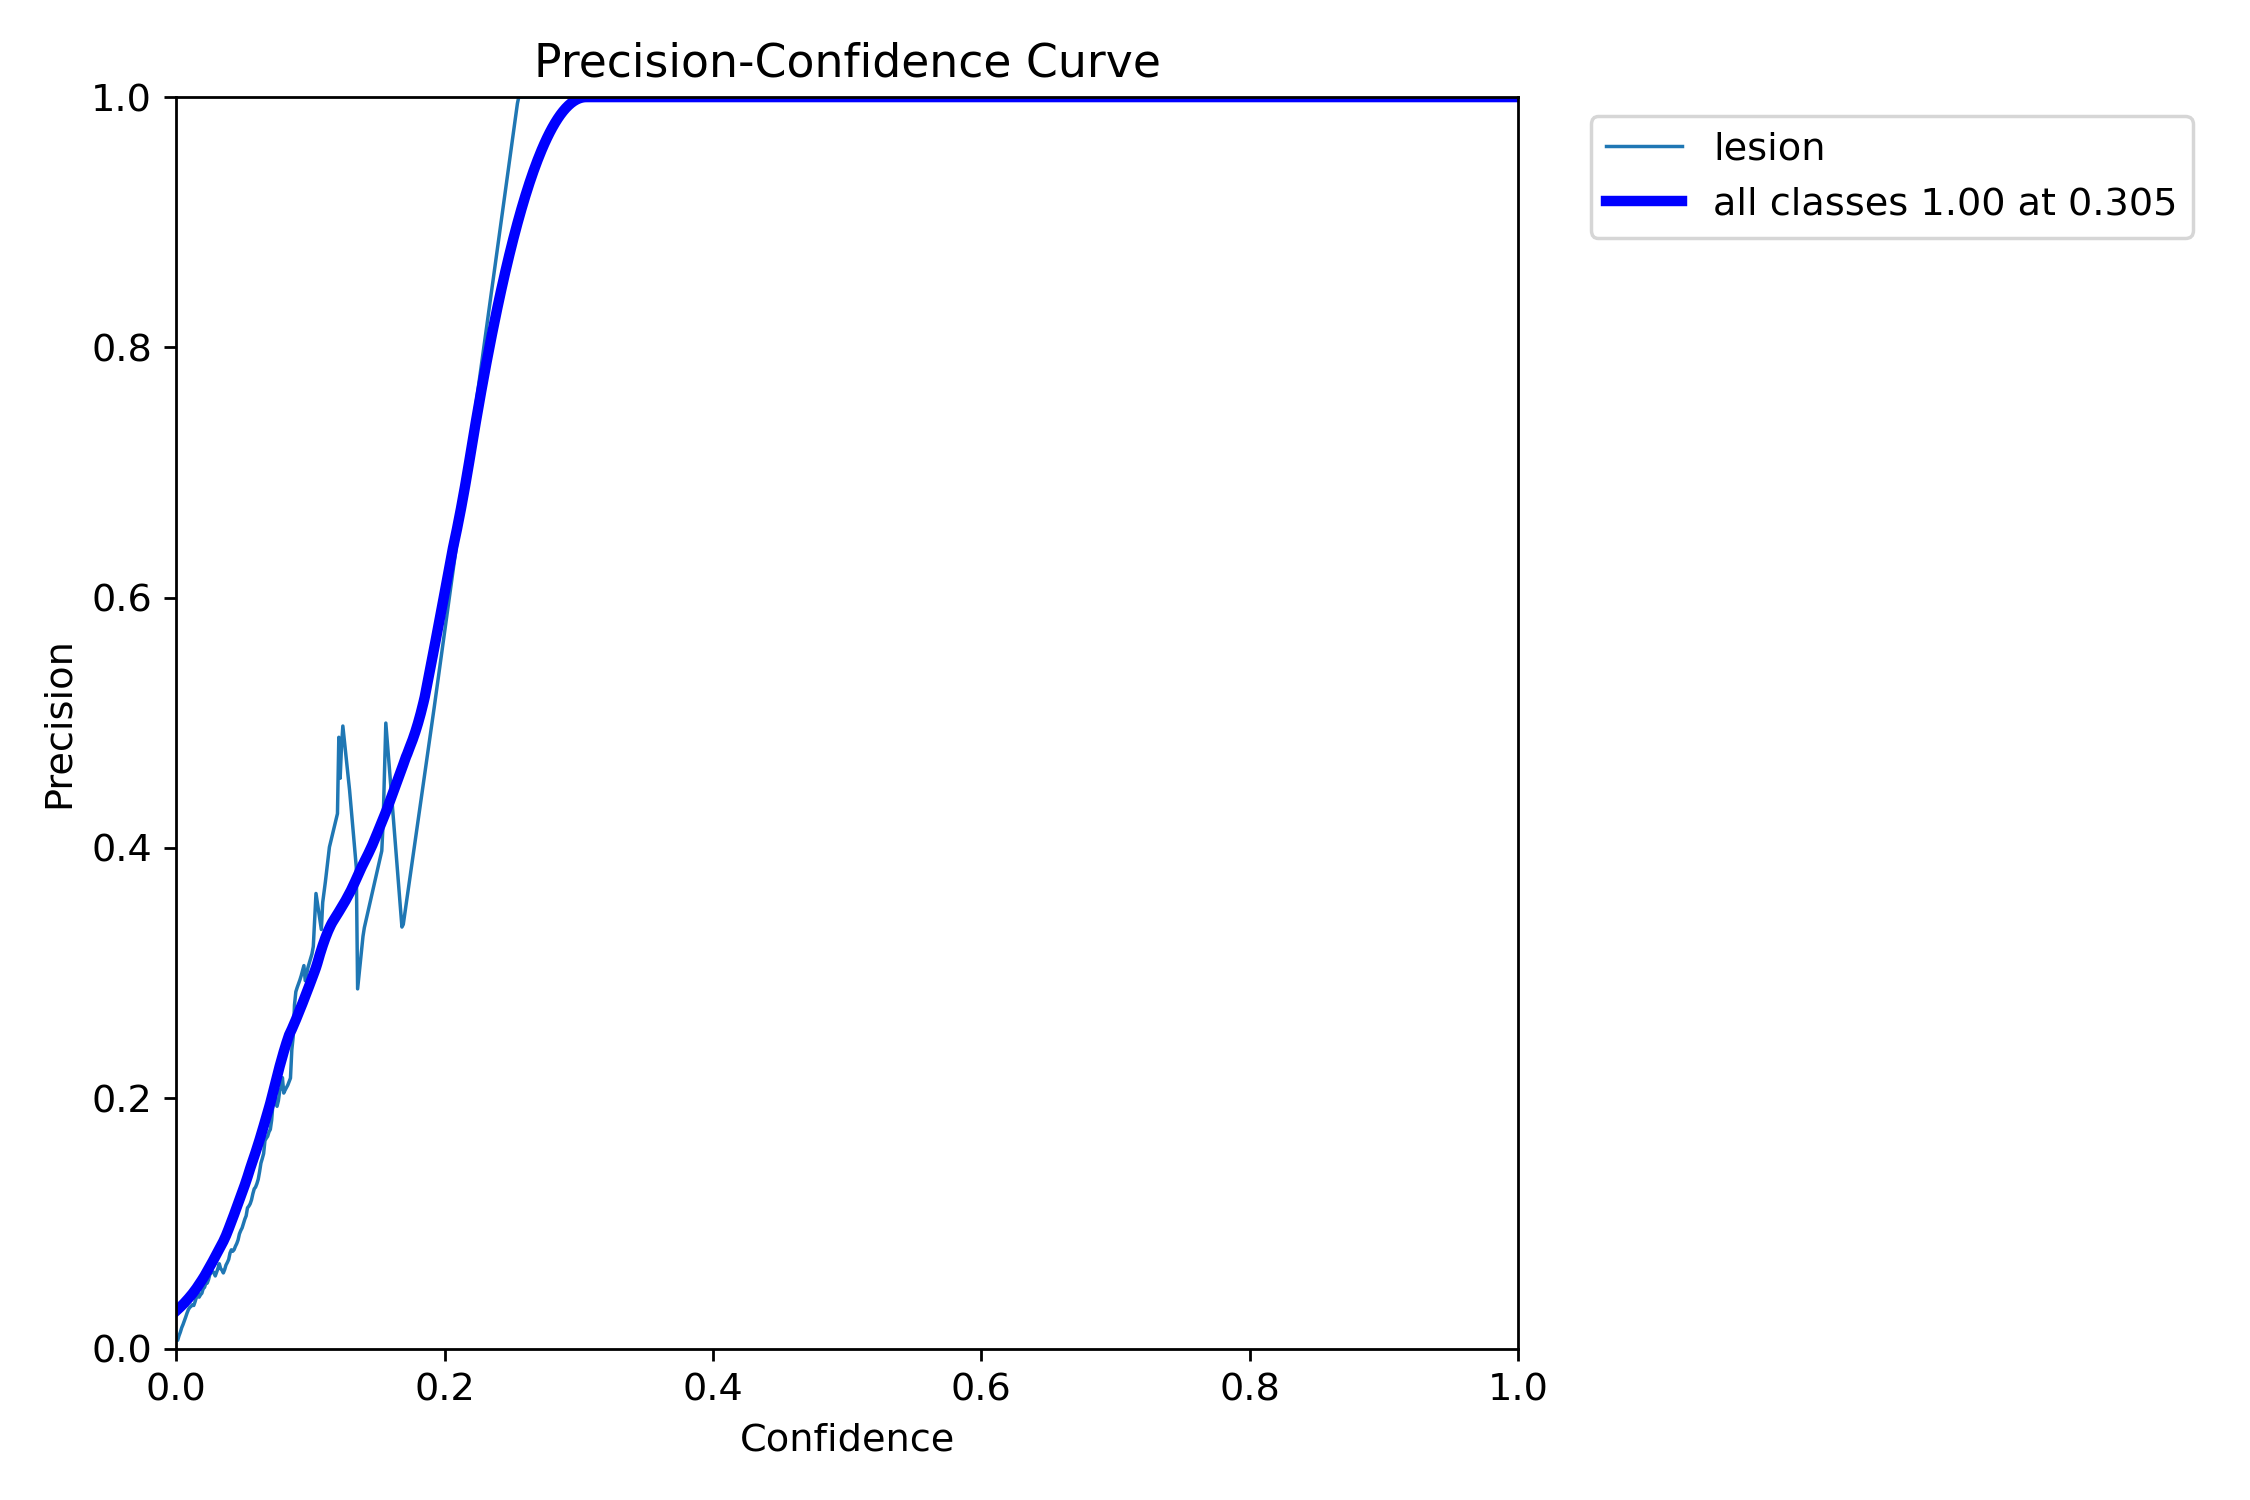 Precision-Confidence Curve
1.0
0.8
0.6
0.4
0.2
0.0
Precision
0.0 0.2 0.4 0.6 0.8 1.0
Confidence
lesion
all classes 1.00 at 0.305